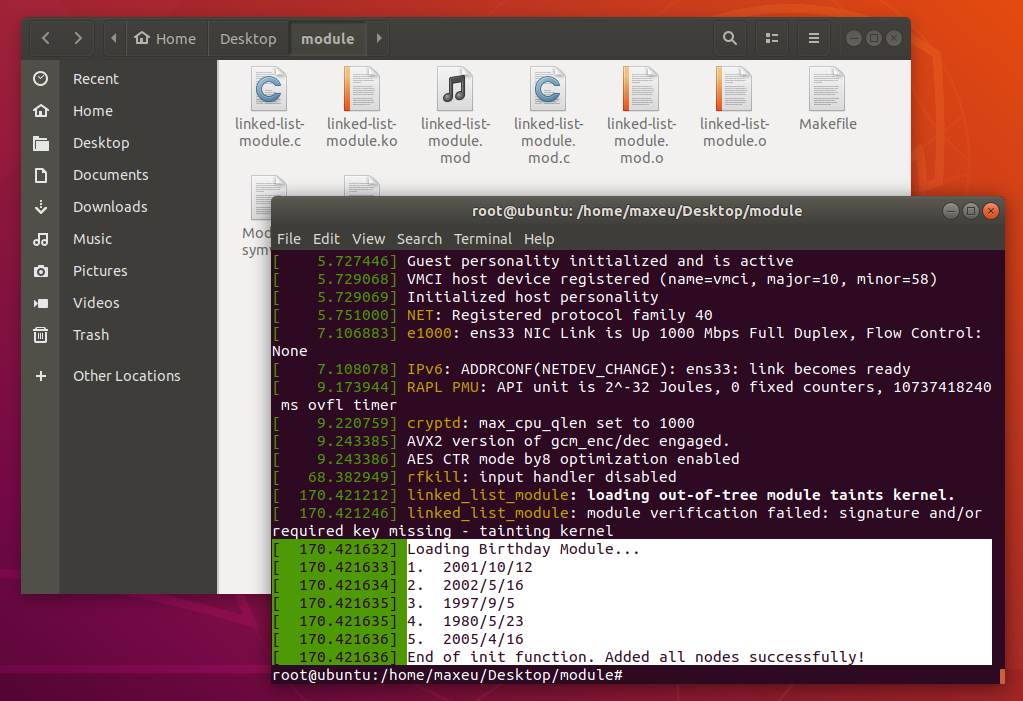 Home Desktop module
Recent
Home
Desktop
Documents
Downloads
Music
Pictures
Videos
Trash
+ Other Locations
linked-list-
module.c
linked-list-
module.ko
linked-list-
module.
mod
linked-list-
module.
mod.c
linked-list-
module.
mod.o
linked-list-
module.o
Makefile
root@ubuntu: /home/maxeu/Desktop/module
File Edit View Search Terminal Help
[    5.727446] Guest personality initialized and is active
[    5.729068] VMCI host device registered (name=vmci, major=10, minor=58)
[    5.729069] Initialized host personality
[    5.751000] NET: Registered protocol family 40
[    7.106883] e1000: ens33 NIC Link is Up 1000 Mbps Full Duplex, Flow Control:
None
[    7.108078] IPv6: ADDRCONF(NETDEV_CHANGE): ens33: link becomes ready
[    9.173944] RAPL PMU: API unit is 2^-32 Joules, 0 fixed counters, 10737418240
ms ovfl timer
[    9.220759] cryptd: max_cpu_qlen set to 1000
[    9.243385] AVX2 version of gcm_enc/dec engaged.
[    9.243386] AES CTR mode by8 optimization enabled
[   68.382949] rfkill: input handler disabled
[  170.421212] linked_list_module: loading out-of-tree module taints kernel.
[  170.421246] linked_list_module: module verification failed: signature and/or
required key missing - tainting kernel
[  170.421632] Loading Birthday Module...
[  170.421633] 1.  2001/10/12
[  170.421634] 2.  2002/5/16
[  170.421635] 3.  1997/9/5
[  170.421635] 4.  1980/5/23
[  170.421636] 5.  2005/4/16
[  170.421636] End of init function. Added all nodes successfully!
root@ubuntu:/home/maxeu/Desktop/module#